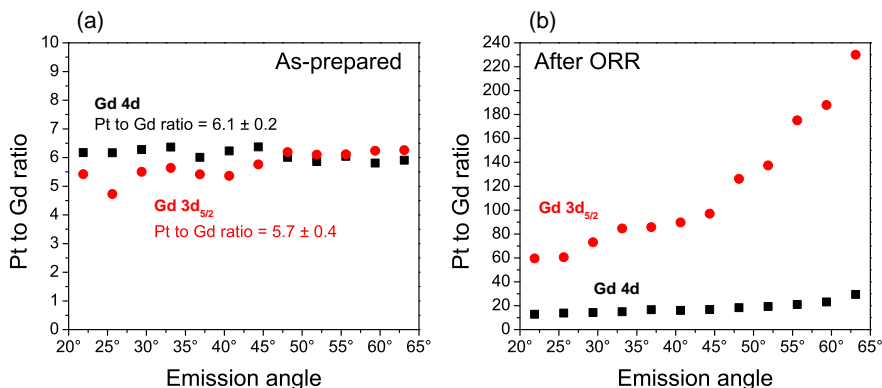 (a)
As-prepared
Gd 4d
Pt to Gd ratio = 6.1 ± 0.2
Gd 3d5/2
Pt to Gd ratio = 5.7 ± 0.4
Pt to Gd ratio
10
9
8
7
6
5
4
3
2
1
0
20° 25° 30° 35° 40° 45° 50° 55° 60° 65°
Emission angle
(b)
After ORR
Gd 3d5/2
Gd 4d
Pt to Gd ratio
240
220
200
180
160
140
120
100
80
60
40
20
0
20° 25° 30° 35° 40° 45° 50° 55° 60° 65°
Emission angle